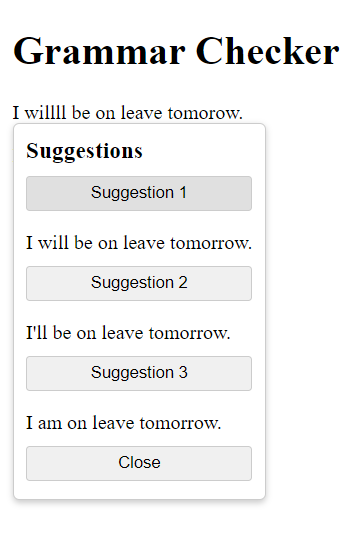 Grammar Checker
I willll be on leave tomorow.
Suggestions
Suggestion 1
I will be on leave tomorrow.
Suggestion 2
I'll be on leave tomorrow.
Suggestion 3
I am on leave tomorrow.
Close